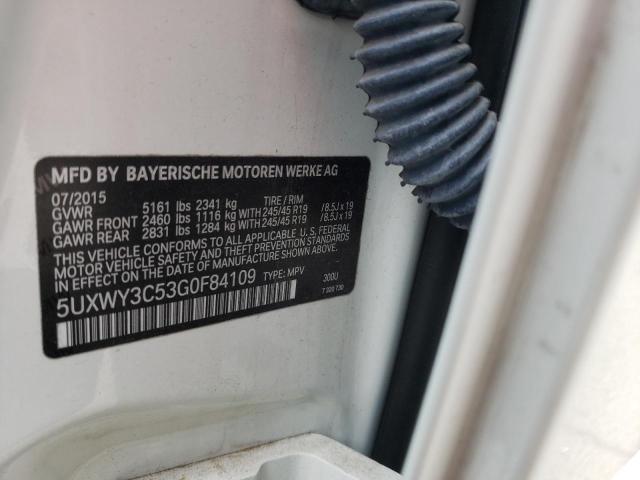 MFD BY BAYERISCHE MOTOREN WERKE AG
07/2015 TIRE / RIM
GVWR 5161 lbs 2341 kg
GAWR FRONT 2460 lbs 1116 kg WITH 245/45 R19 / 8.5J x 19
GAWR REAR 2831 lbs 1284 kg WITH 245/45 R19 / 8.5J x 19
THIS VEHICLE CONFORMS TO ALL APPLICABLE U.S. FEDERAL
MOTOR VEHICLE SAFETY AND THEFT PREVENTION STANDARDS
IN EFFECT ON THE DATE OF MANUFACTURE SHOWN ABOVE.
5UXWY3C53G0F84109 TYPE: MPV 300U
7 320 730